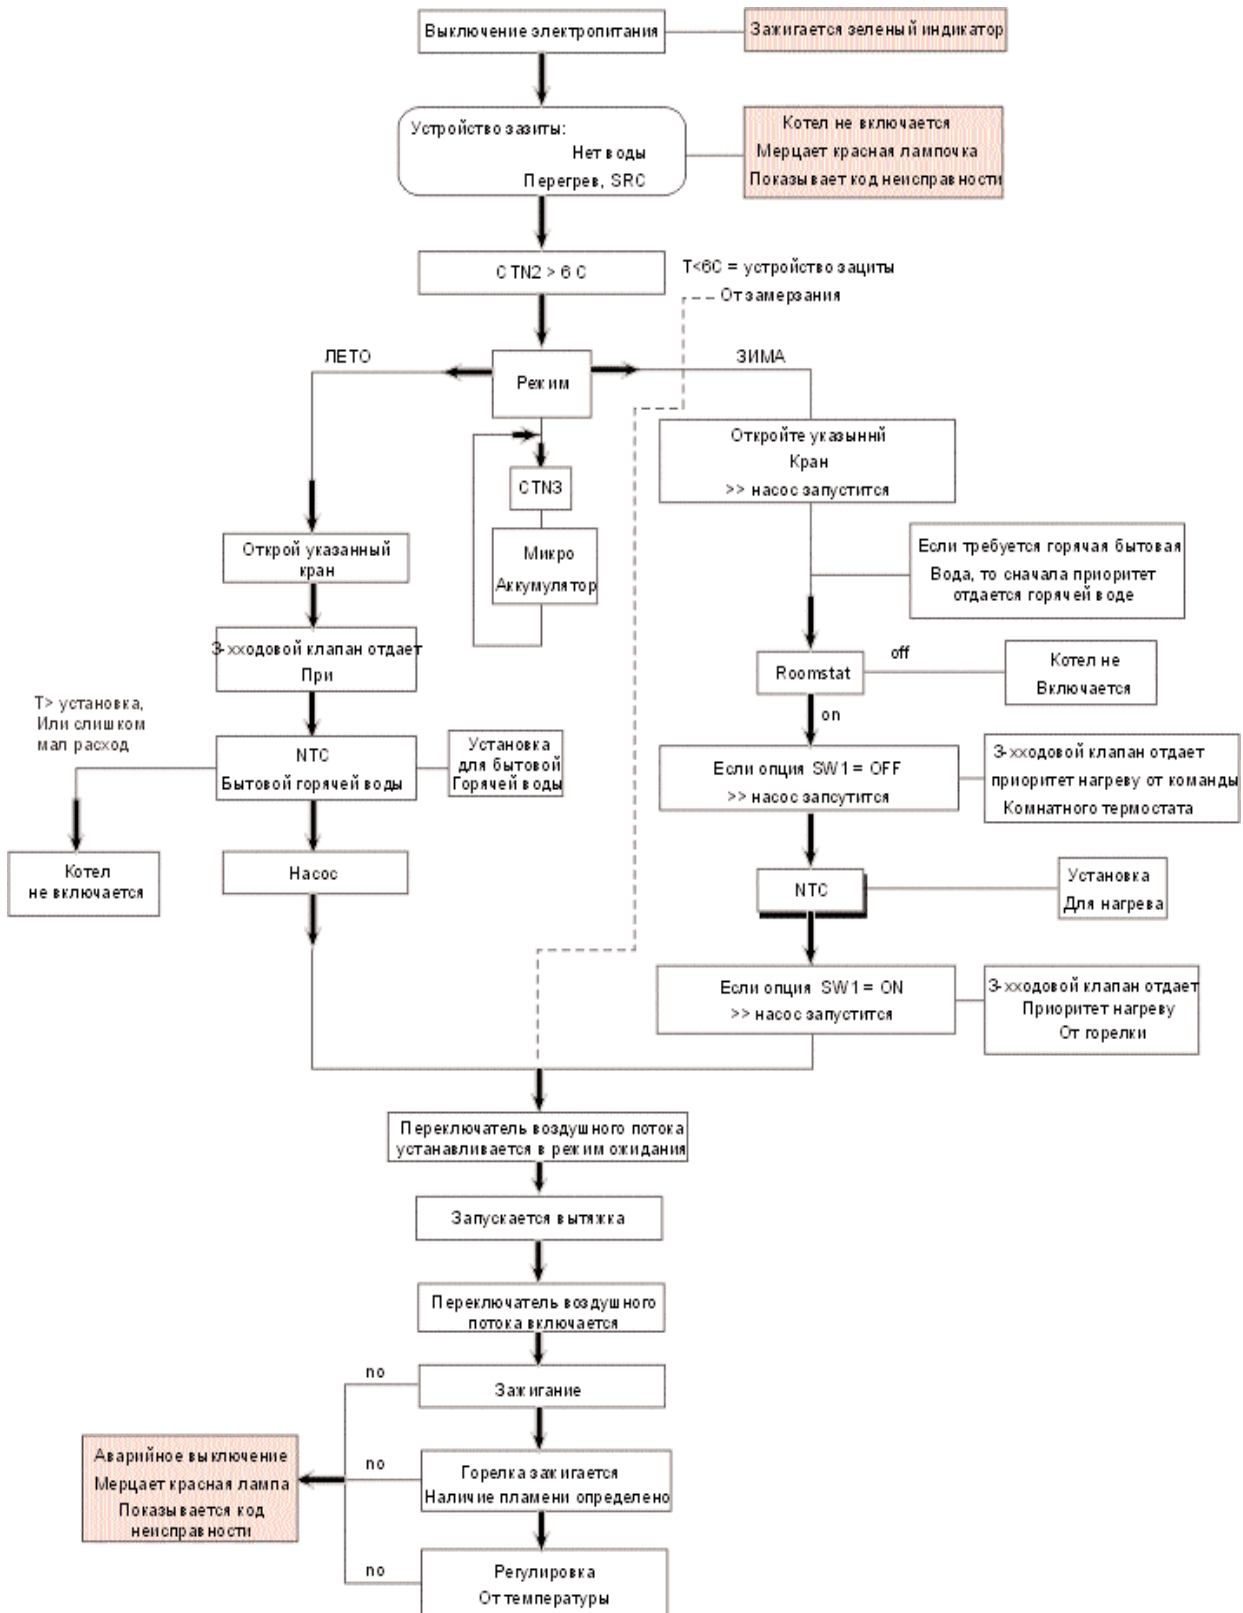 Выключение электропитания
Зажигается зеленый индикатор
Устройство зазиты:
Нет воды
Перегрев, SRC
Котел не включается
Мерцает красная лампочка
Показывает код неисправности
CTN2 > 6 C
T<6C = устройство зациты
От замерзания
ЛЕТО
Режим
ЗИМА
CTN3
Микро
Аккумулятор
Открой указанный
кран
3-xxодовой клапан отдает
При
T> установка,
Или слишком
мал расход
NTC
Бытовой горячей воды
Установка
для бытовой
Горячей воды
Котел
не включается
Насос
Откройте указыннй
Кран
>> насос запустится
Если требуется горячая бытовая
Вода, то сначала приоритет
отдается горячей воде
Roomstat
off
Котел не
Включается
on
Если опция SW1 = OFF
>> насос запсутится
3-xxодовой клапан отдает
приоритет нагреву от команды
Комнатного термостата
NTC
Установка
Для нагрева
Если опция SW1 = ON
>> насос запустится
3-xxодовой клапан отдает
Приоритет нагреву
От горелки
Переключатель воздушного потока
устанавливается в режим ожидания
Запускается вытяжка
Переключатель воздушного
потока включается
no
Зажигание
Аварийное выключение
Мерцает красная лампа
Показывается код
неисправности
no
Горелка зажигается
Наличие пламени определено
no
Регулировка
От температуры